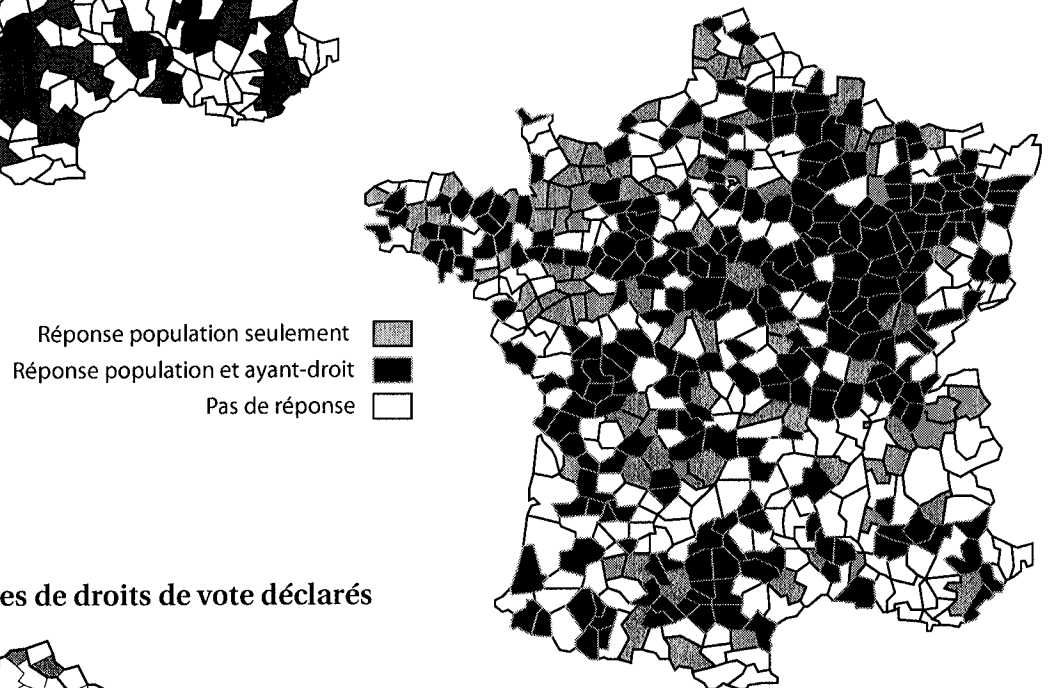 Réponse population seulement
Réponse population et ayant-droit
Pas de réponse
es de droits de vote déclarés